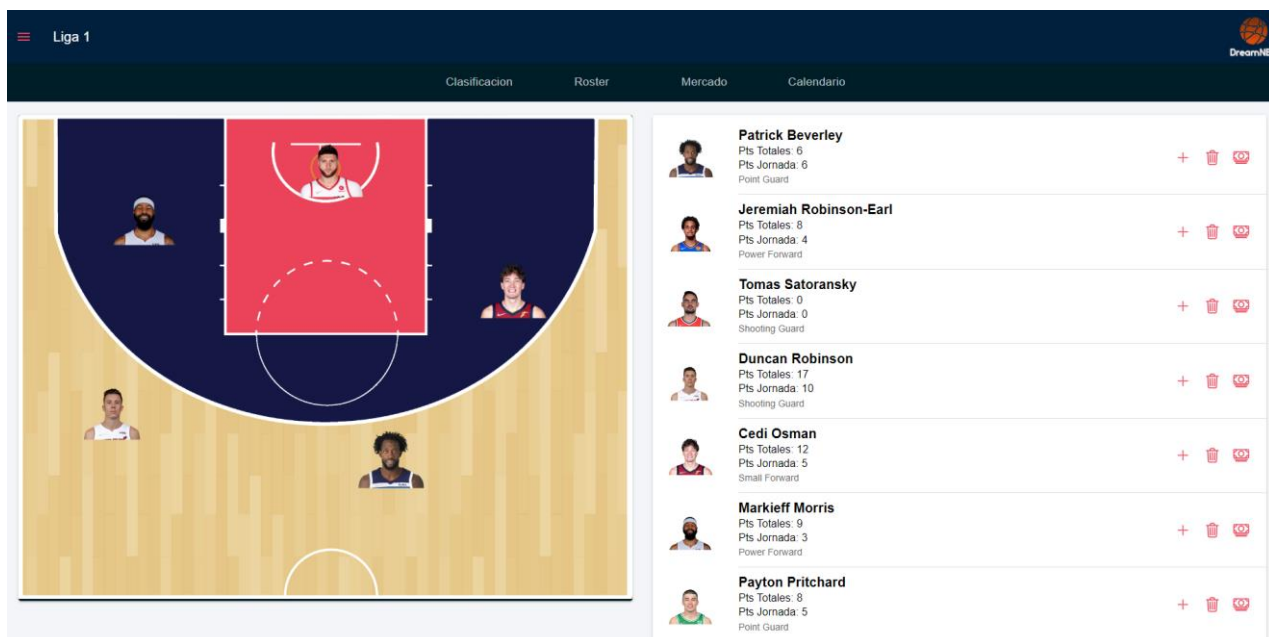 Liga 1
Clasificacion Roster Mercado Calendario
Patrick Beverley
Pts Totales: 6
Pts Jornada: 6
Point Guard
Jeremiah Robinson-Earl
Pts Totales: 8
Pts Jornada: 4
Power Forward
Tomas Satoransky
Pts Totales: 0
Pts Jornada: 0
Shooting Guard
Duncan Robinson
Pts Totales: 17
Pts Jornada: 10
Shooting Guard
Cedi Osman
Pts Totales: 12
Pts Jornada: 5
Small Forward
Markieff Morris
Pts Totales: 9
Pts Jornada: 3
Power Forward
Payton Pritchard
Pts Totales: 8
Pts Jornada: 5
Point Guard